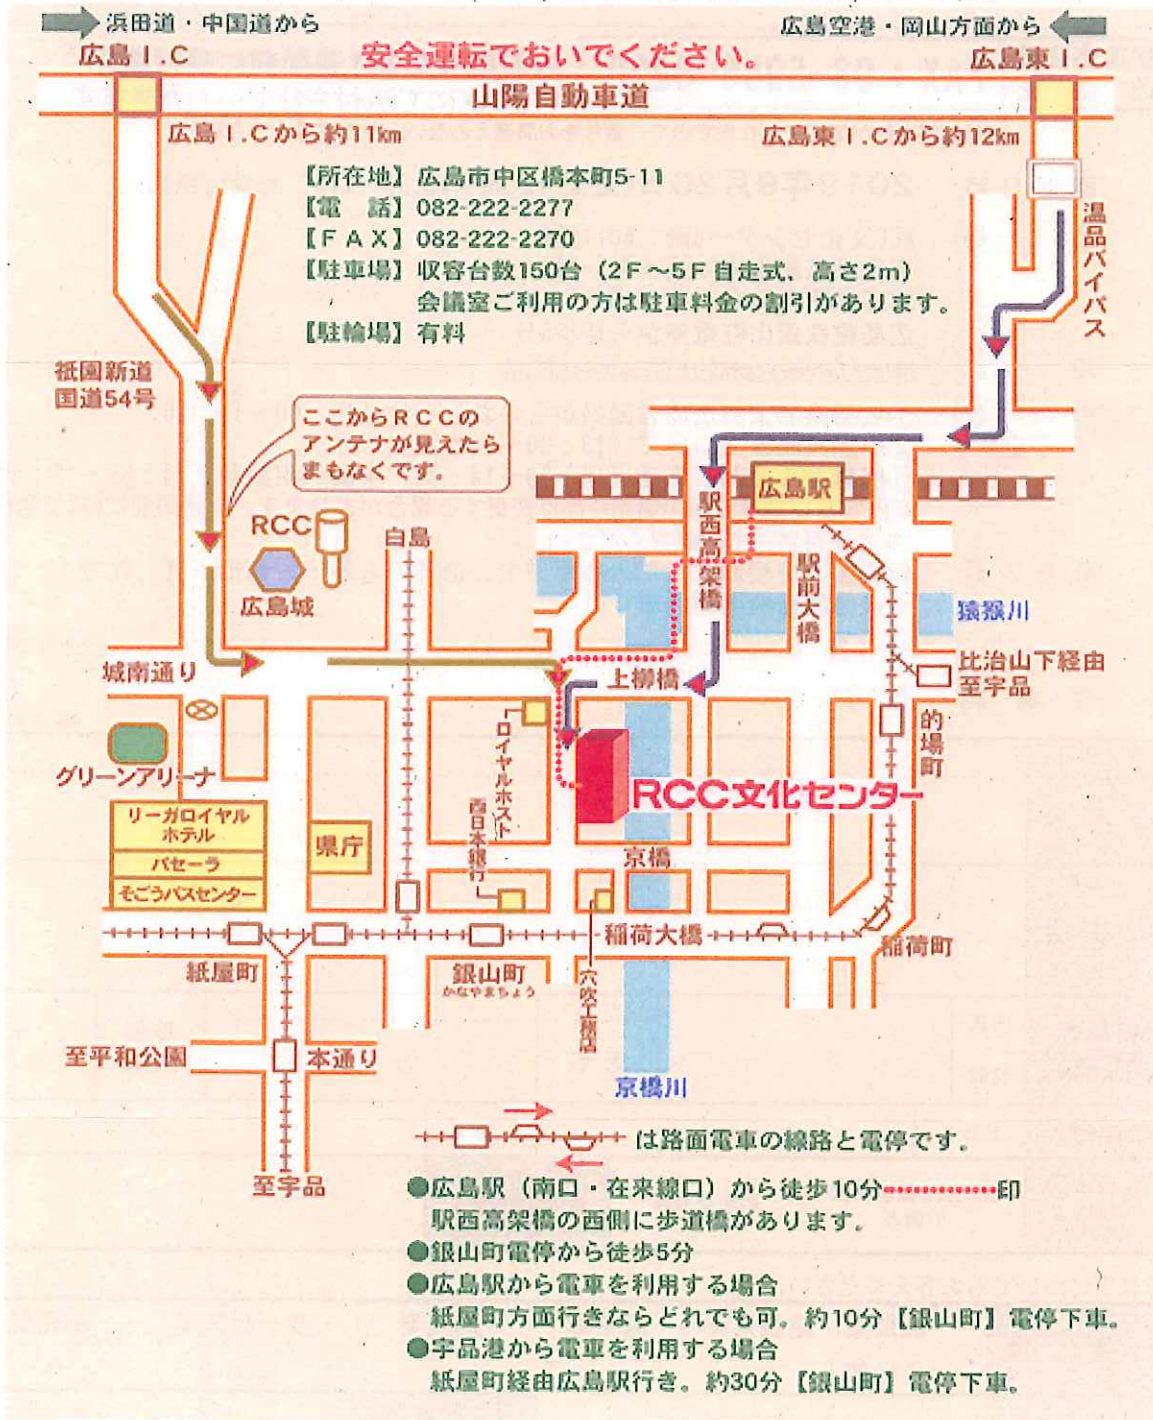 浜田道・中国道から
広島空港・岡山方面から
広島I.C
安全運転でおいでください。
広島東I.C
山陽自動車道
広島I.Cから約11km
広島東I.Cから約12km
【所在地】広島市中区橋本町5-11
【電　話】082-222-2277
【FAX】082-222-2270
【駐車場】収容台数150台（2F～5F自走式、高さ2m）
会議室ご利用の方は駐車料金の割引があります。
【駐輪場】有料
温品バイパス
祇園新道
国道54号
ここからRCCの
アンテナが見えたら
まもなくです。
広島駅
駅西高架橋
RCC
白島
広島城
駅前大橋
猿猴川
城南通り
上柳橋
比治山下経由
至宇品
的場町
グリーンアリーナ
ロイヤルホスト
RCC文化センター
リーガロイヤル
ホテル
パセーラ
そごうバスセンター
県庁
西日本銀行
京橋
稲荷大橋
稲荷町
紙屋町
銀山町
かなやまちょう
穴吹工務店
至平和公園
本通り
京橋川
至宇品
は路面電車の線路と電停です。
●広島駅（南口・在来線口）から徒歩10分 印
駅西高架橋の西側に歩道橋があります。
●銀山町電停から徒歩5分
●広島駅から電車を利用する場合
紙屋町方面行きならどれでも可。約10分【銀山町】電停下車。
●宇品港から電車を利用する場合
紙屋町経由広島駅行き。約30分【銀山町】電停下車。